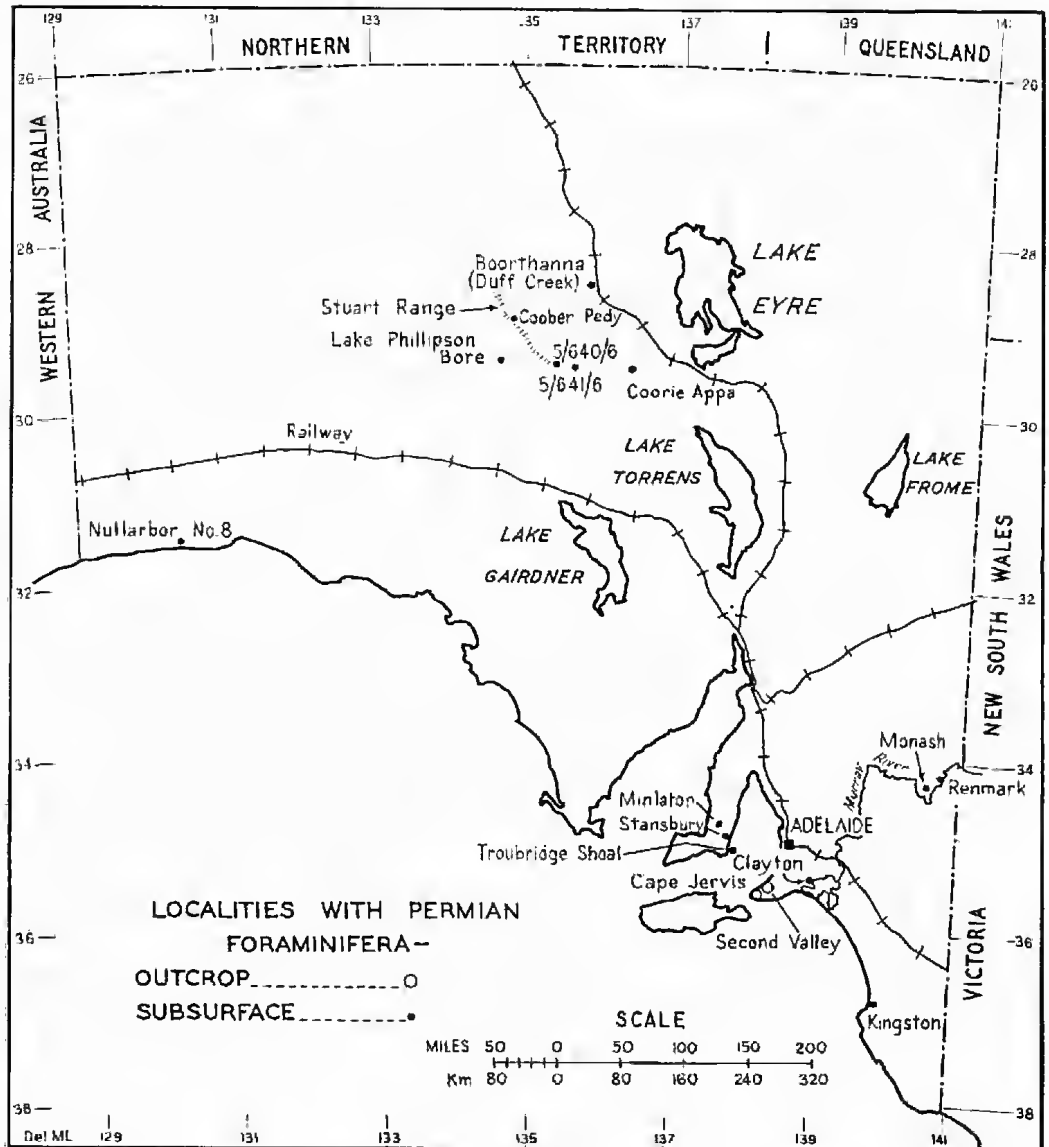 129 131 133 135 137 139 141
NORTHERN TERRITORY QUEENSLAND
26 26
WESTERN AUSTRALIA
28 28
LAKE
EYRE
Boorthanna
(Duff Creek)
Stuart Range
Coober Pedy
Lake Phillipson
Bore
5/640/6
5/641/6
Coorie Appa
30 30
Railway
LAKE
TORRENS
LAKE
FROME
Nullarbor No.8
LAKE
GAIRDNER
32 32
NEW SOUTH WALES
Monash
Murray River
34 34
Renmark
Minlaton
Stansbury
ADELAIDE
Troubridge Shoal
Clayton
Cape Jervis
Second Valley
VICTORIA
36 36
LOCALITIES WITH PERMIAN
FORAMINIFERA-
OUTCROP
SUBSURFACE
Kingston
SCALE
MILES 50 0 50 100 150 200
Km 80 0 80 160 240 320
38 38
Del ML
129 131 133 135 137 139 141